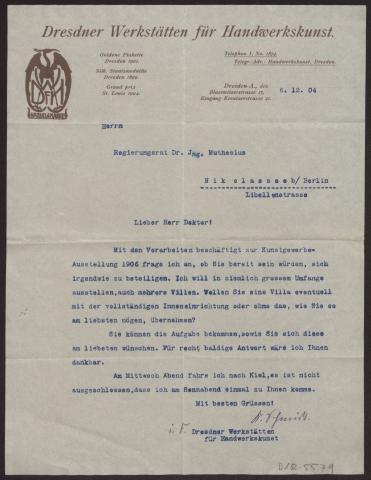 Dresdner Werkstätten für Handwerkskunst.
Goldene Plakette
Dresden 1901.
Silb. Staatsmedaille
Dresden 1899.
Grand prix
St. Louis 1904.
Telephon I, No. 1894.
Telegr.-Adr.: Handwerkskunst, Dresden.
Dresden-A., den 6.12.04
Blasewitzerstrasse 17.
Eingang Kreutzerstrasse 21.
DWFHK
HANDELSMARKE
Herrn
Regierungsrat Dr. Jng. Muthesius
Nikolassee b/Berlin
Libellenstrasse
Lieber Herr Doktor!
Mit den Vorarbeiten beschäftigt zur Kunstgewerbe-
Ausstellung 1906 frage ich an, ob Sie bereit sein würden, sich
irgendwie zu beteiligen. Ich will in ziemlich grossem Umfange
ausstellen, auch mehrere Villen. Wollen Sie eine Villa eventuell
mit der vollständigen Inneneinrichtung oder ohne das, wie Sie es
am liebsten mögen, übernehmen?
Sie können die Aufgabe bekommen, sowie Sie sich diese
am liebsten wünschen. Für recht baldige Antwort wäre ich Ihnen
dankbar.
Am Mittwoch Abend fahre ich nach Kiel, es ist nicht
ausgeschlossen, dass ich am Sonnabend einmal zu Ihnen komme.
Mit besten Grüssen!
K. Schmidt.
Dresdner Werkstätten
für Handwerkskunst
D 102-5579